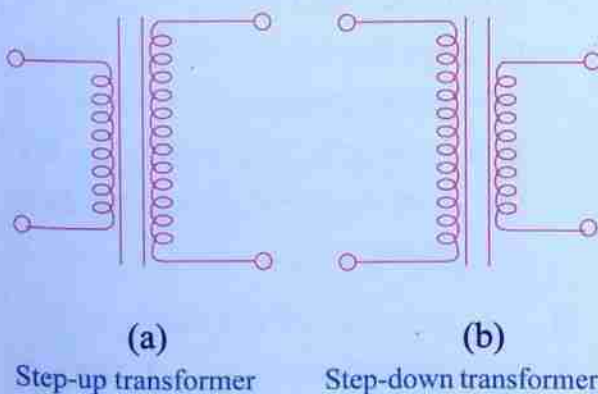 (a)
(b)
Step-up transformer
Step-down transformer